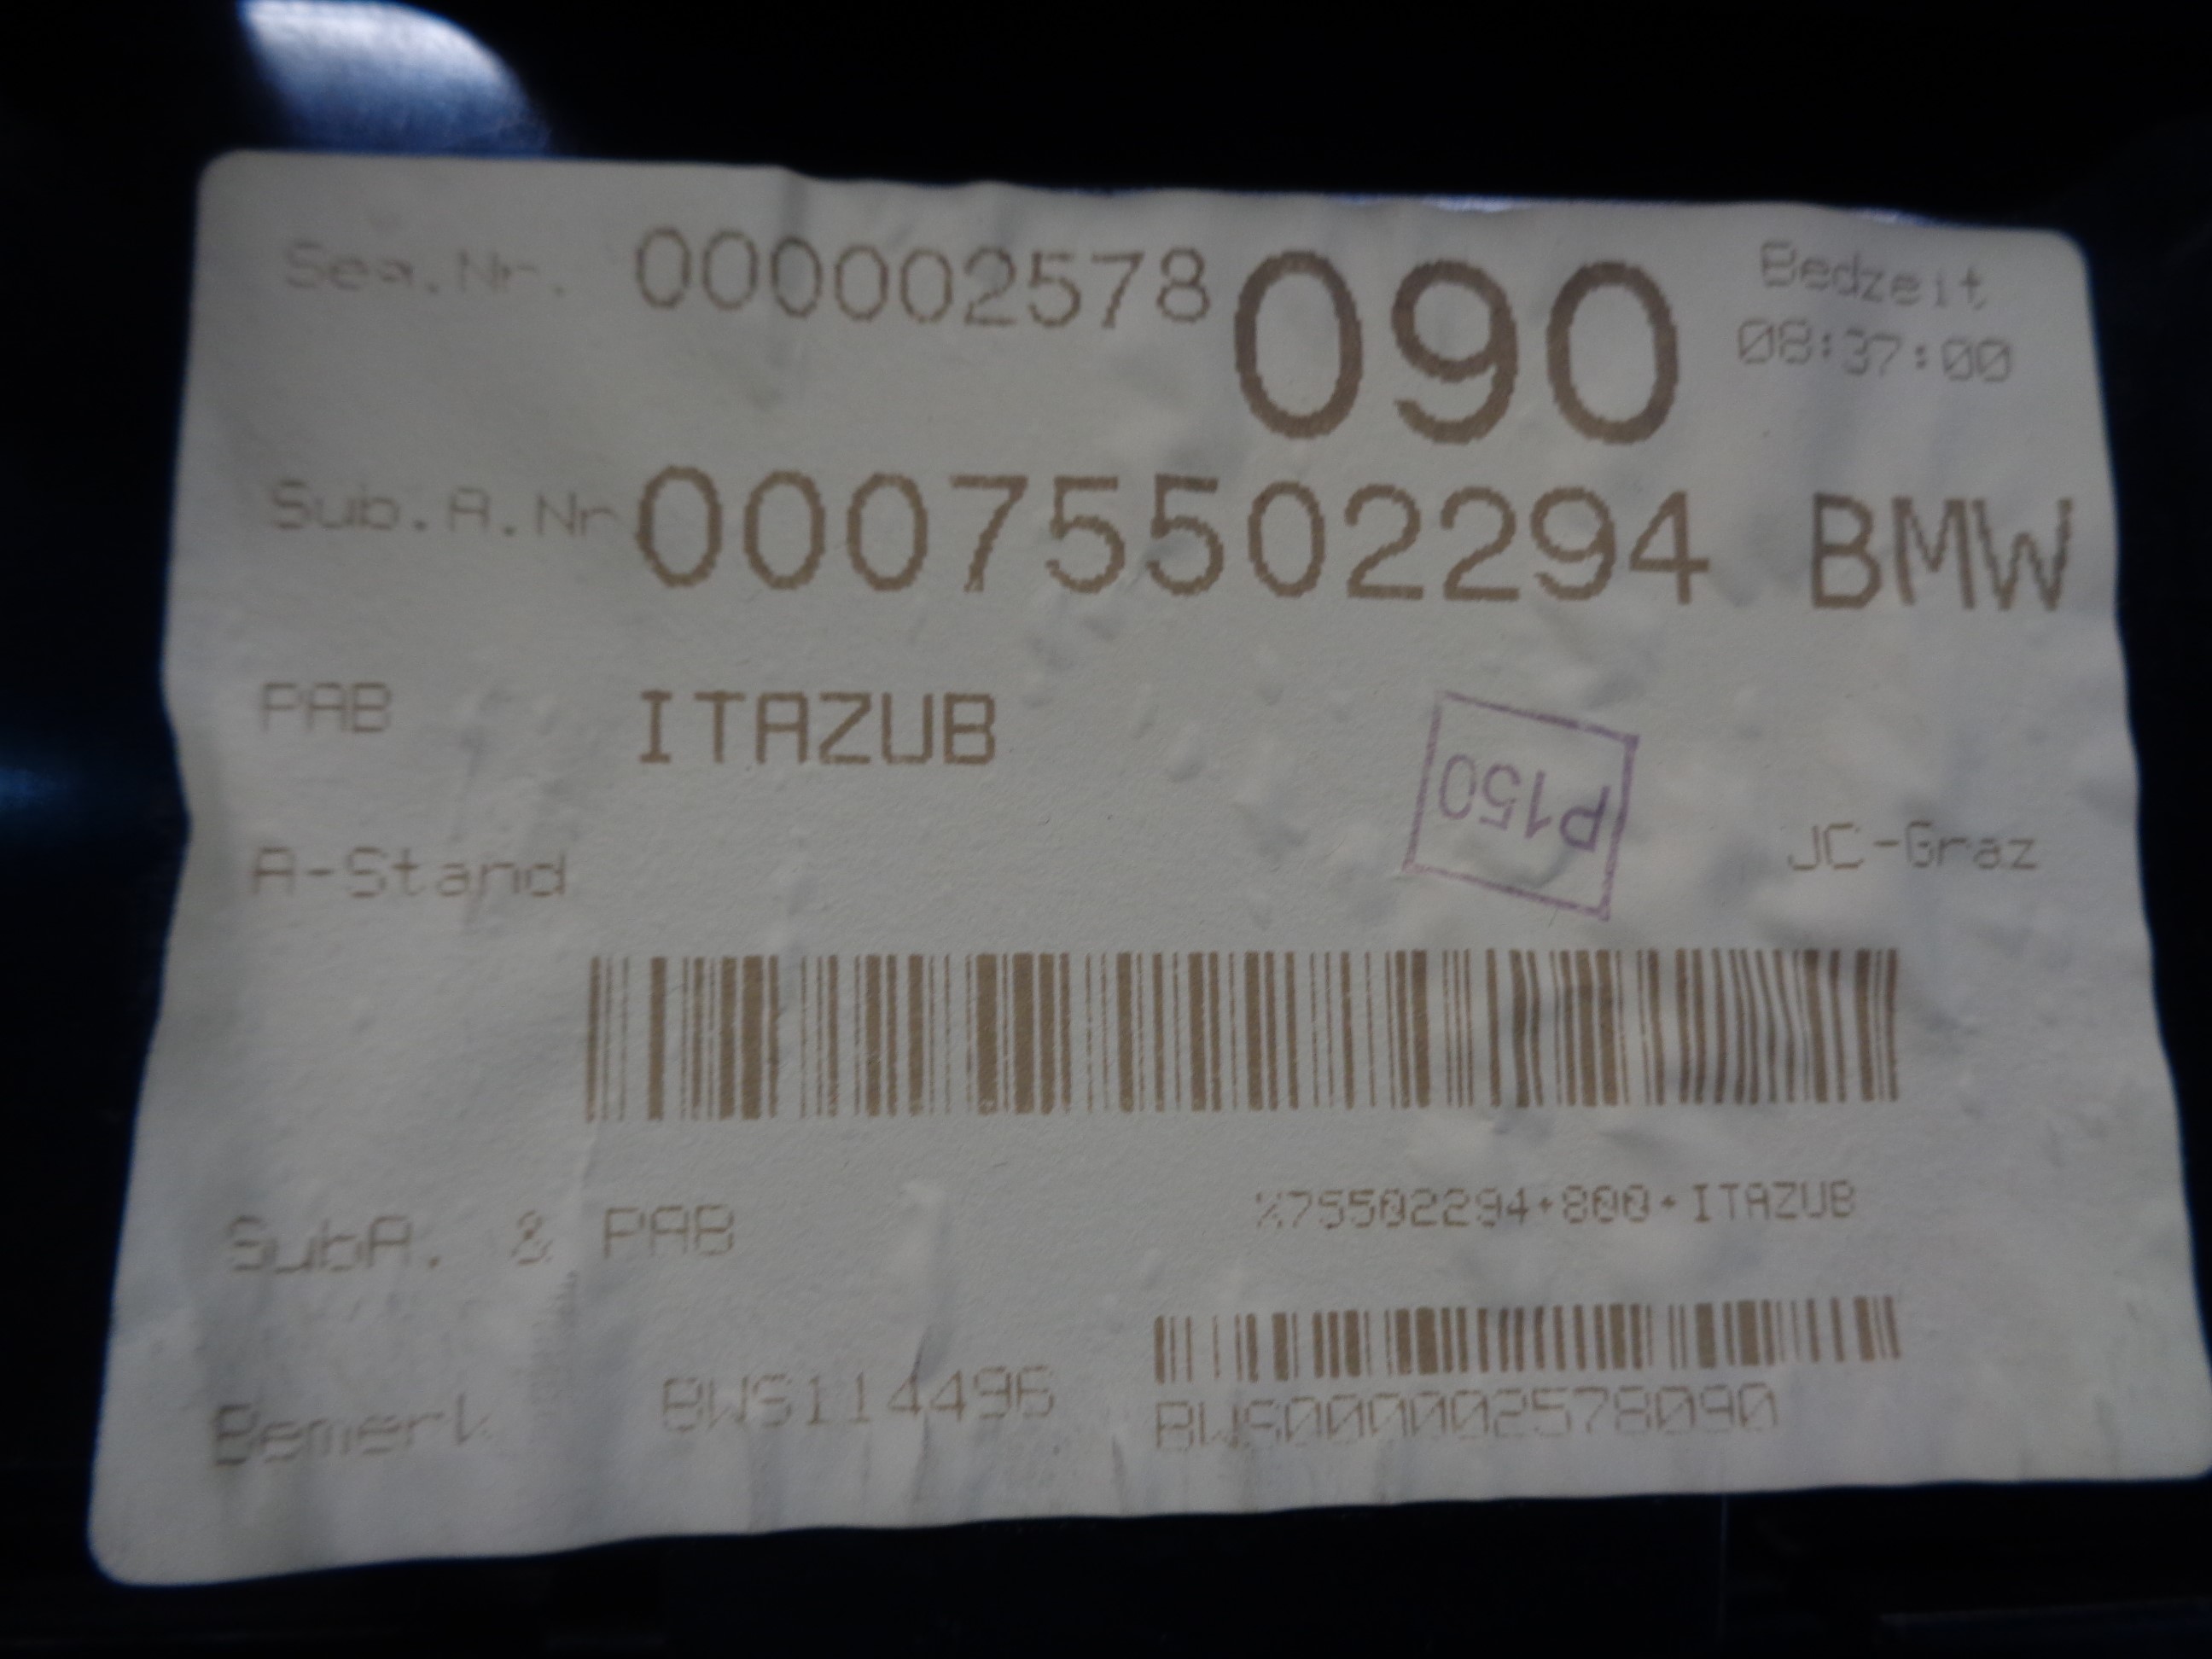 Seq.Nr. 000002578 090 Bedzeit
08:37:00
Sub.A.Nr 00075502294 BMW
PAB ITAZUB
P150
A-Stand JC-Graz
%75502294+800+ITAZUB
SubA. & PAB
Bemerk BWS114496 BWS000002578090